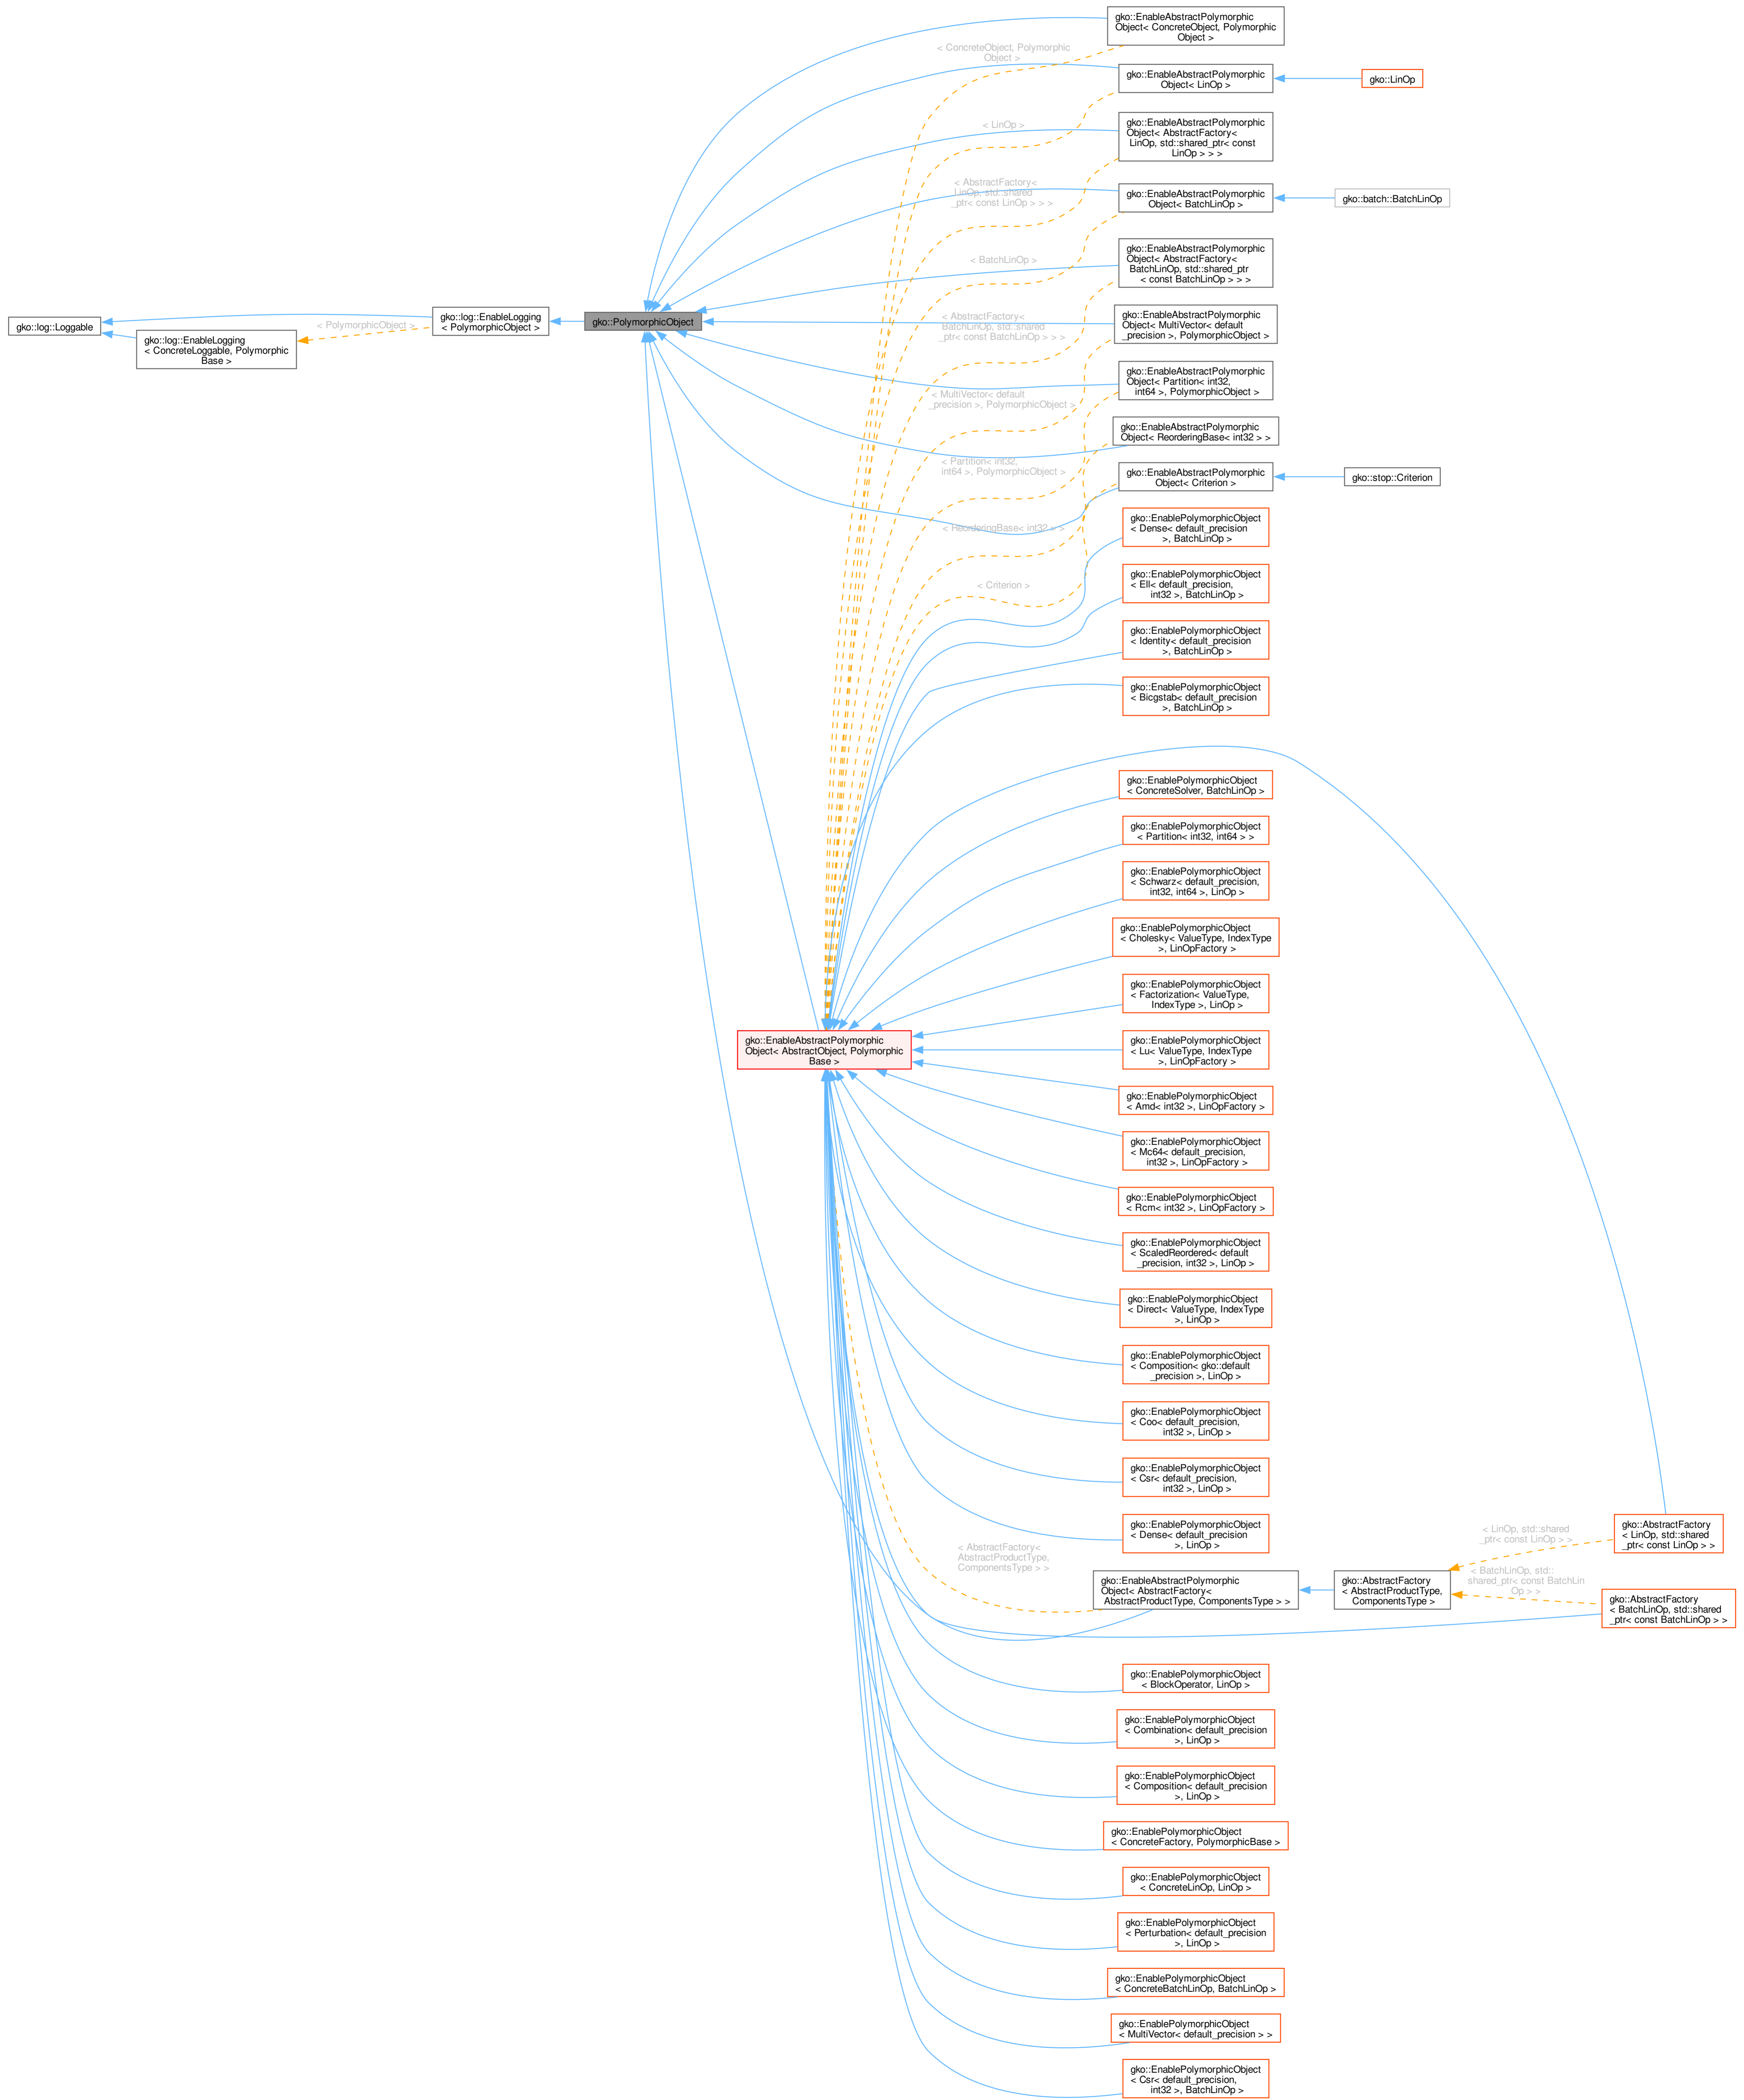 gko::log::Loggable
gko::log::EnableLogging
< ConcreteLoggable, Polymorphic
Base >
< PolymorphicObject >
gko::log::EnableLogging
< PolymorphicObject >
gko::PolymorphicObject
gko::EnableAbstractPolymorphic
Object< AbstractObject, Polymorphic
Base >
< ConcreteObject, Polymorphic
Object >
< LinOp >
< AbstractFactory<
LinOp, std::shared
_ptr< const LinOp > > >
< BatchLinOp >
< AbstractFactory<
BatchLinOp, std::shared
_ptr< const BatchLinOp > > >
< MultiVector< default
_precision >, PolymorphicObject >
< Partition< int32,
int64 >, PolymorphicObject >
< ReorderingBase< int32 > >
< Criterion >
< AbstractFactory<
AbstractProductType,
ComponentsType > >
gko::EnableAbstractPolymorphic
Object< ConcreteObject, Polymorphic
Object >
gko::EnableAbstractPolymorphic
Object< LinOp >
gko::LinOp
gko::EnableAbstractPolymorphic
Object< AbstractFactory<
LinOp, std::shared_ptr< const
LinOp > > >
gko::EnableAbstractPolymorphic
Object< BatchLinOp >
gko::batch::BatchLinOp
gko::EnableAbstractPolymorphic
Object< AbstractFactory<
BatchLinOp, std::shared_ptr
< const BatchLinOp > > >
gko::EnableAbstractPolymorphic
Object< MultiVector< default
_precision >, PolymorphicObject >
gko::EnableAbstractPolymorphic
Object< Partition< int32,
int64 >, PolymorphicObject >
gko::EnableAbstractPolymorphic
Object< ReorderingBase< int32 > >
gko::EnableAbstractPolymorphic
Object< Criterion >
gko::stop::Criterion
gko::EnablePolymorphicObject
< Dense< default_precision
>, BatchLinOp >
gko::EnablePolymorphicObject
< Ell< default_precision,
int32 >, BatchLinOp >
gko::EnablePolymorphicObject
< Identity< default_precision
>, BatchLinOp >
gko::EnablePolymorphicObject
< Bicgstab< default_precision
>, BatchLinOp >
gko::EnablePolymorphicObject
< ConcreteSolver, BatchLinOp >
gko::EnablePolymorphicObject
< Partition< int32, int64 > >
gko::EnablePolymorphicObject
< Schwarz< default_precision,
int32, int64 >, LinOp >
gko::EnablePolymorphicObject
< Cholesky< ValueType, IndexType
>, LinOpFactory >
gko::EnablePolymorphicObject
< Factorization< ValueType,
IndexType >, LinOp >
gko::EnablePolymorphicObject
< Lu< ValueType, IndexType
>, LinOpFactory >
gko::EnablePolymorphicObject
< Amd< int32 >, LinOpFactory >
gko::EnablePolymorphicObject
< Mc64< default_precision,
int32 >, LinOpFactory >
gko::EnablePolymorphicObject
< Rcm< int32 >, LinOpFactory >
gko::EnablePolymorphicObject
< ScaledReordered< default
_precision, int32 >, LinOp >
gko::EnablePolymorphicObject
< Direct< ValueType, IndexType
>, LinOp >
gko::EnablePolymorphicObject
< Composition< gko::default
_precision >, LinOp >
gko::EnablePolymorphicObject
< Coo< default_precision,
int32 >, LinOp >
gko::EnablePolymorphicObject
< Csr< default_precision,
int32 >, LinOp >
gko::EnablePolymorphicObject
< Dense< default_precision
>, LinOp >
gko::EnableAbstractPolymorphic
Object< AbstractFactory<
AbstractProductType, ComponentsType > >
gko::AbstractFactory
< AbstractProductType,
ComponentsType >
< LinOp, std::shared
_ptr< const LinOp > >
< BatchLinOp, std::
shared_ptr< const BatchLin
Op > >
gko::AbstractFactory
< LinOp, std::shared
_ptr< const LinOp > >
gko::AbstractFactory
< BatchLinOp, std::shared
_ptr< const BatchLinOp > >
gko::EnablePolymorphicObject
< BlockOperator, LinOp >
gko::EnablePolymorphicObject
< Combination< default_precision
>, LinOp >
gko::EnablePolymorphicObject
< Composition< default_precision
>, LinOp >
gko::EnablePolymorphicObject
< ConcreteFactory, PolymorphicBase >
gko::EnablePolymorphicObject
< ConcreteLinOp, LinOp >
gko::EnablePolymorphicObject
< Perturbation< default_precision
>, LinOp >
gko::EnablePolymorphicObject
< ConcreteBatchLinOp, BatchLinOp >
gko::EnablePolymorphicObject
< MultiVector< default_precision > >
gko::EnablePolymorphicObject
< Csr< default_precision,
int32 >, BatchLinOp >